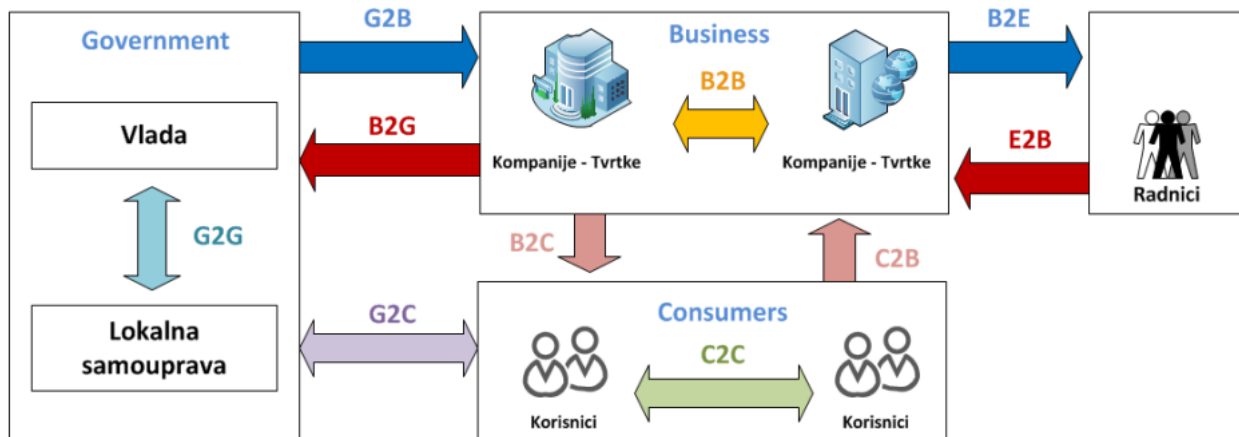 Government
G2B
Business
B2E
Vlada
B2B
B2G
Kompanije - Tvrtke
Kompanije - Tvrtke
E2B
Radnici
G2G
B2C
C2B
Lokalna
samouprava
G2C
Consumers
C2C
Korisnici
Korisnici